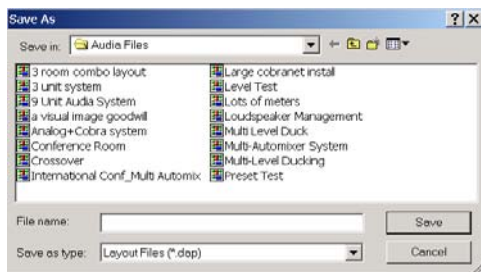 Save As
Save in: Audia Files
3 room combo layout
3 unit system
9 Unit Audia System
a visual image goodwill
Analog+Cobra system
Conference Room
Crossover
International Conf_Multi Automix
Large cobranet install
Level Test
Lots of meters
Loudspeaker Management
Multi Level Duck
Multi-Automixer System
Multi-Level Ducking
Preset Test
File name:
Save
Save as type: Layout Files (*.dap)
Cancel